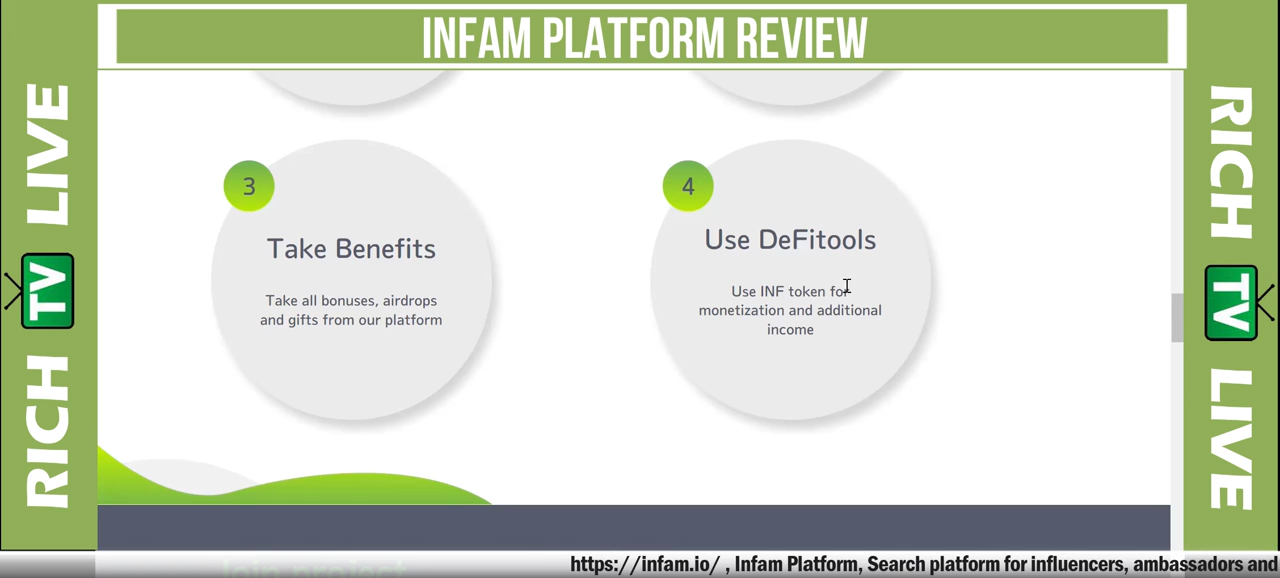 INFAM PLATFORM REVIEW
RICH TV LIVE
3
Take Benefits
Take all bonuses, airdrops
and gifts from our platform
4
Use DeFitools
Use INF token for
monetization and additional
income
RICH TV LIVE
Join project
https://infam.io/ , Infam Platform, Search platform for influencers, ambassadors and